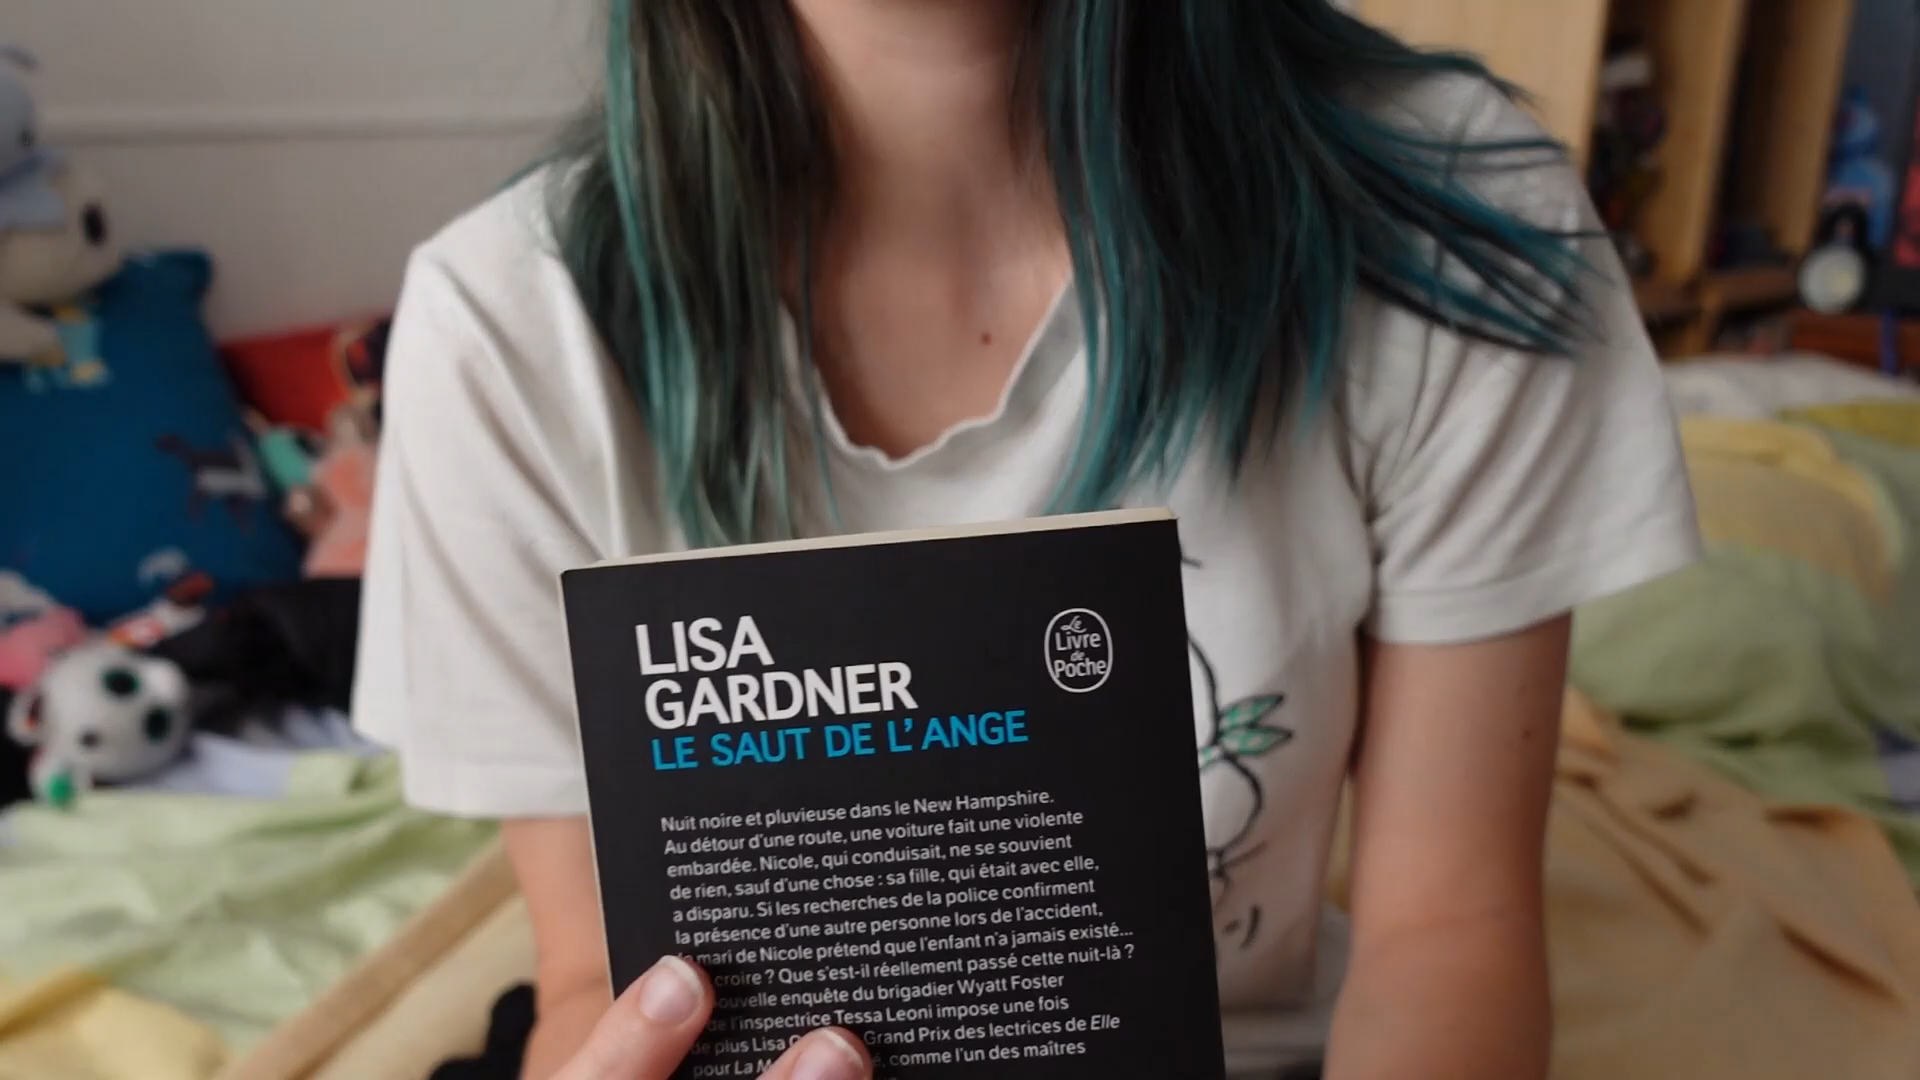 LISA
GARDNER
LE SAUT DE L'ANGE
Le
Livre
de
Poche
Nuit noire et pluvieuse dans le New Hampshire.
Au détour d'une route, une voiture fait une violente
embardée. Nicole, qui conduisait, ne se souvient
de rien, sauf d'une chose : sa fille, qui était avec elle,
a disparu. Si les recherches de la police confirment
la présence d'une autre personne lors de l'accident,
mari de Nicole prétend que l'enfant n'a jamais existé...
croire ? Que s'est-il réellement passé cette nuit-là ?
enquête du brigadier Wyatt Foster
de l'inspectrice Tessa Leoni impose une fois
de plus Lisa Grand Prix des lectrices de Elle
pour La comme l'un des maîtres